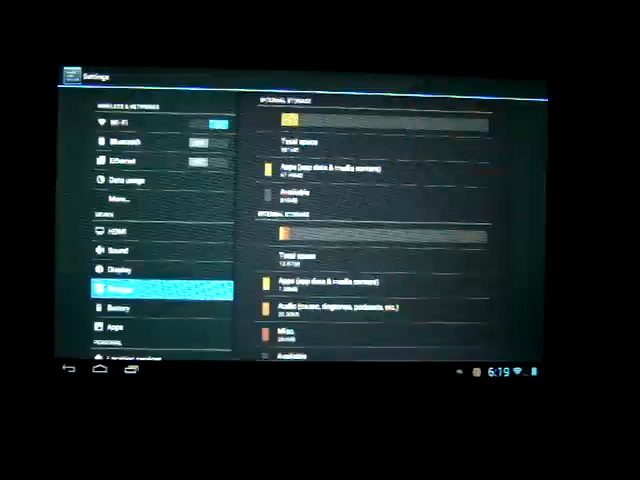 Settings
WIRELESS & NETWORKS
Wi-Fi
Bluetooth
Ethernet
Data usage
More...
DEVICE
HDMI
Sound
Display
Battery
Apps
PERSONAL
Location services
INTERNAL STORAGE
Total space
Apps (app data & media content)
Available
INTERNAL STORAGE
Total space
Apps (app data & media content)
Audio (music, ringtones, podcasts, etc.)
Misc.
Available
6:19